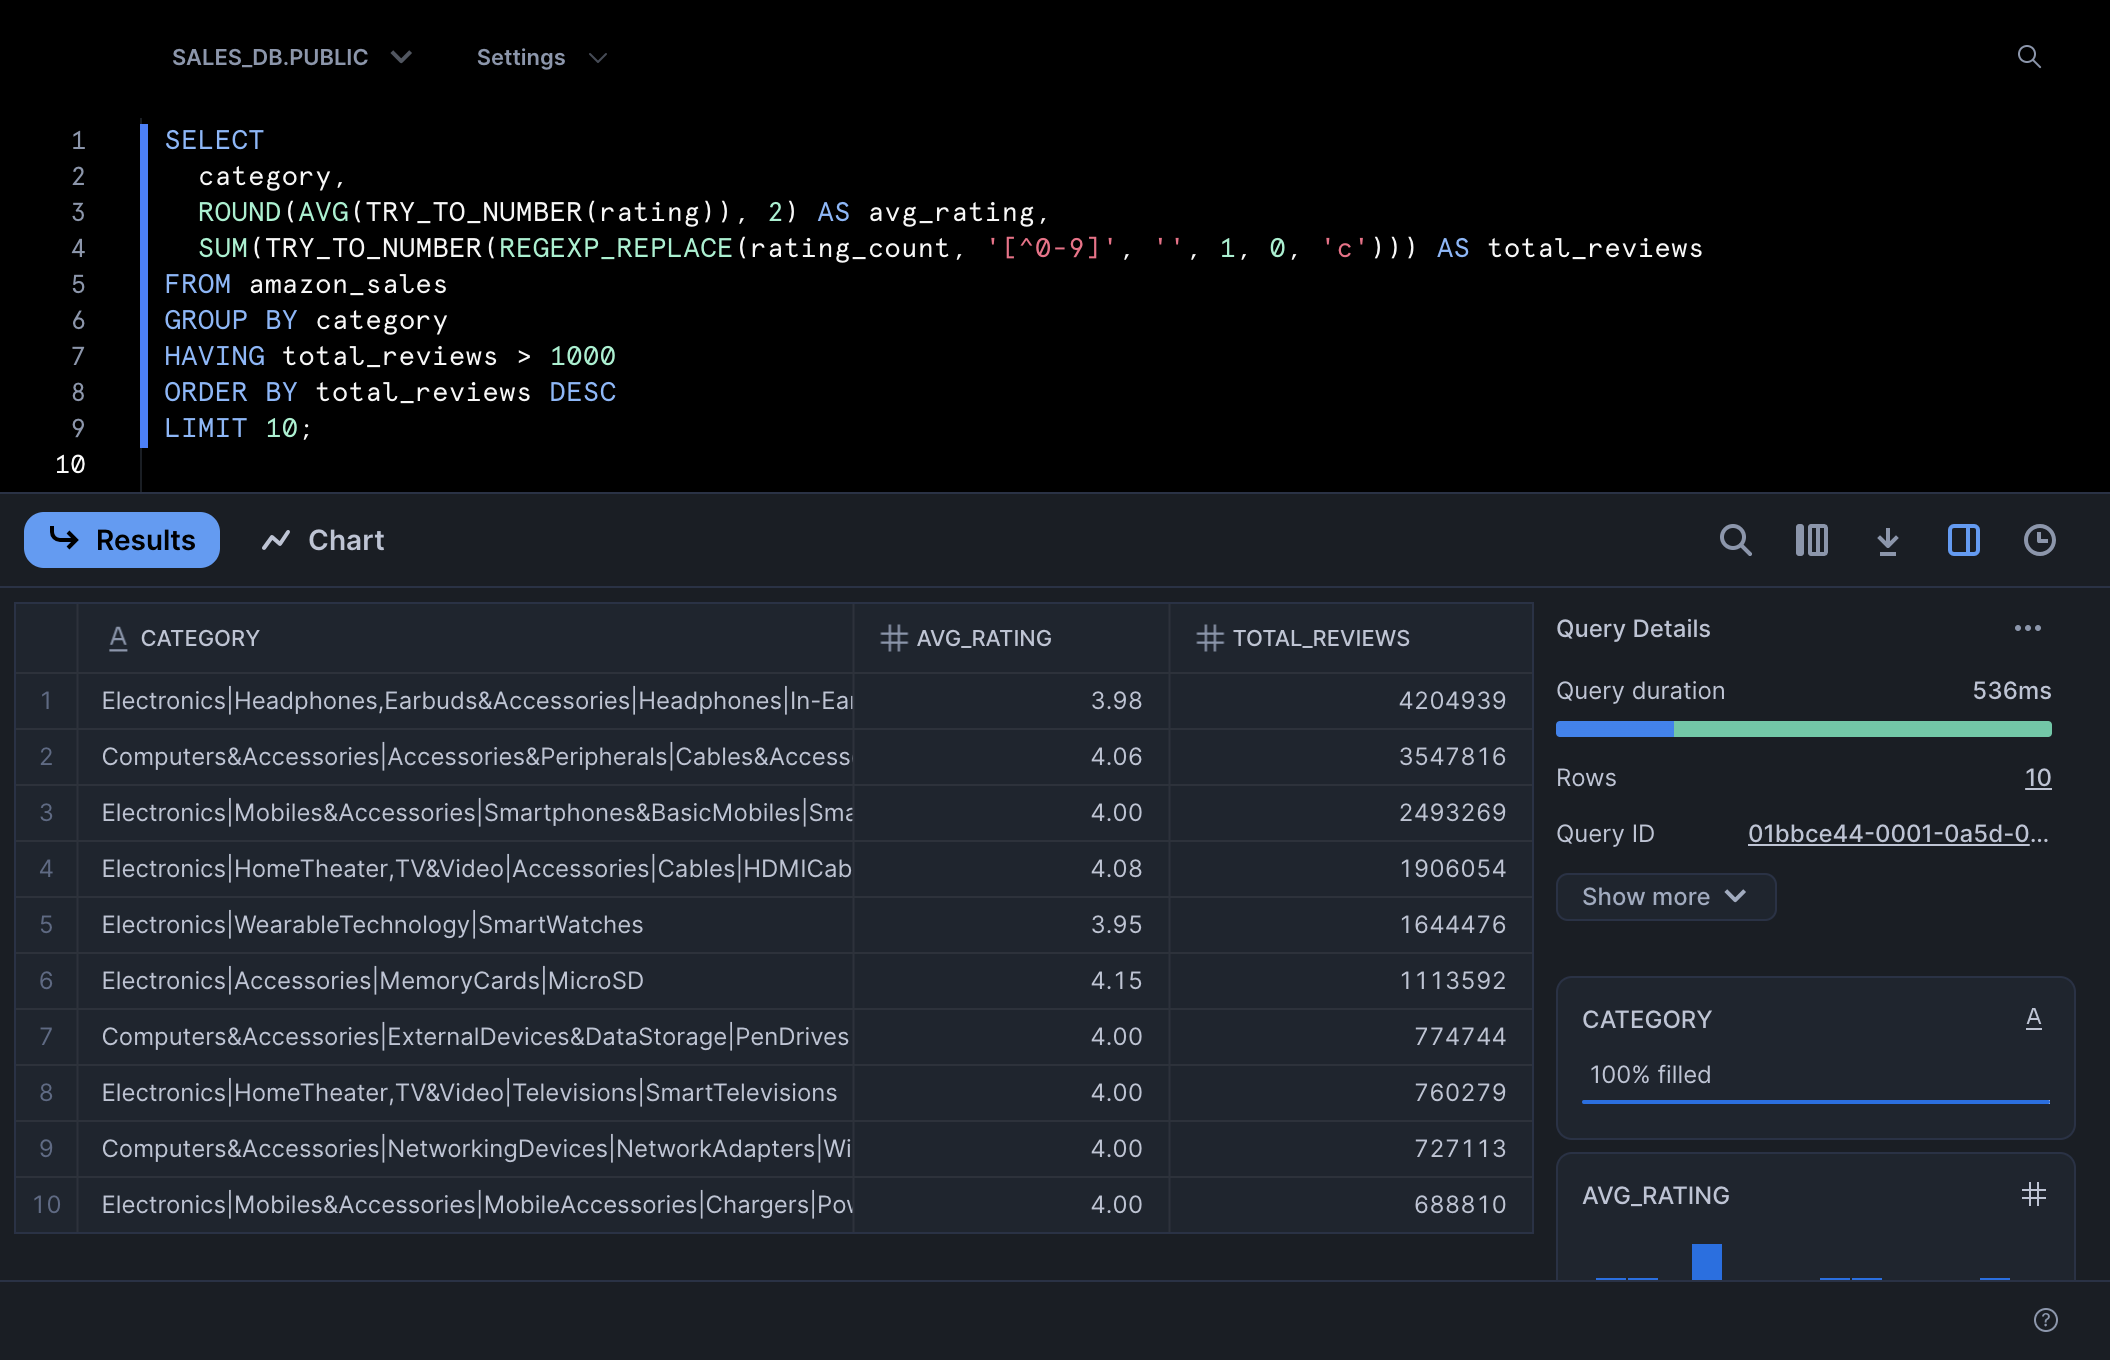 SALES_DB.PUBLIC Settings
1 SELECT
2 category,
3 ROUND(AVG(TRY_TO_NUMBER(rating)), 2) AS avg_rating,
4 SUM(TRY_TO_NUMBER(REGEXP_REPLACE(rating_count, '[^0-9]', '', 1, 0, 'c'))) AS total_reviews
5 FROM amazon_sales
6 GROUP BY category
7 HAVING total_reviews > 1000
8 ORDER BY total_reviews DESC
9 LIMIT 10;
10
Results Chart
A CATEGORY # AVG_RATING # TOTAL_REVIEWS
1 Electronics|Headphones,Earbuds&Accessories|Headphones|In-Ear 3.98 4204939
2 Computers&Accessories|Accessories&Peripherals|Cables&Access 4.06 3547816
3 Electronics|Mobiles&Accessories|Smartphones&BasicMobiles|Sma 4.00 2493269
4 Electronics|HomeTheater,TV&Video|Accessories|Cables|HDMICab 4.08 1906054
5 Electronics|WearableTechnology|SmartWatches 3.95 1644476
6 Electronics|Accessories|MemoryCards|MicroSD 4.15 1113592
7 Computers&Accessories|ExternalDevices&DataStorage|PenDrives 4.00 774744
8 Electronics|HomeTheater,TV&Video|Televisions|SmartTelevisions 4.00 760279
9 Computers&Accessories|NetworkingDevices|NetworkAdapters|Wi 4.00 727113
10 Electronics|Mobiles&Accessories|MobileAccessories|Chargers|Pow 4.00 688810
Query Details ...
Query duration 536ms
Rows 10
Query ID 01bbce44-0001-0a5d-0...
Show more
CATEGORY A
100% filled
AVG_RATING #
?